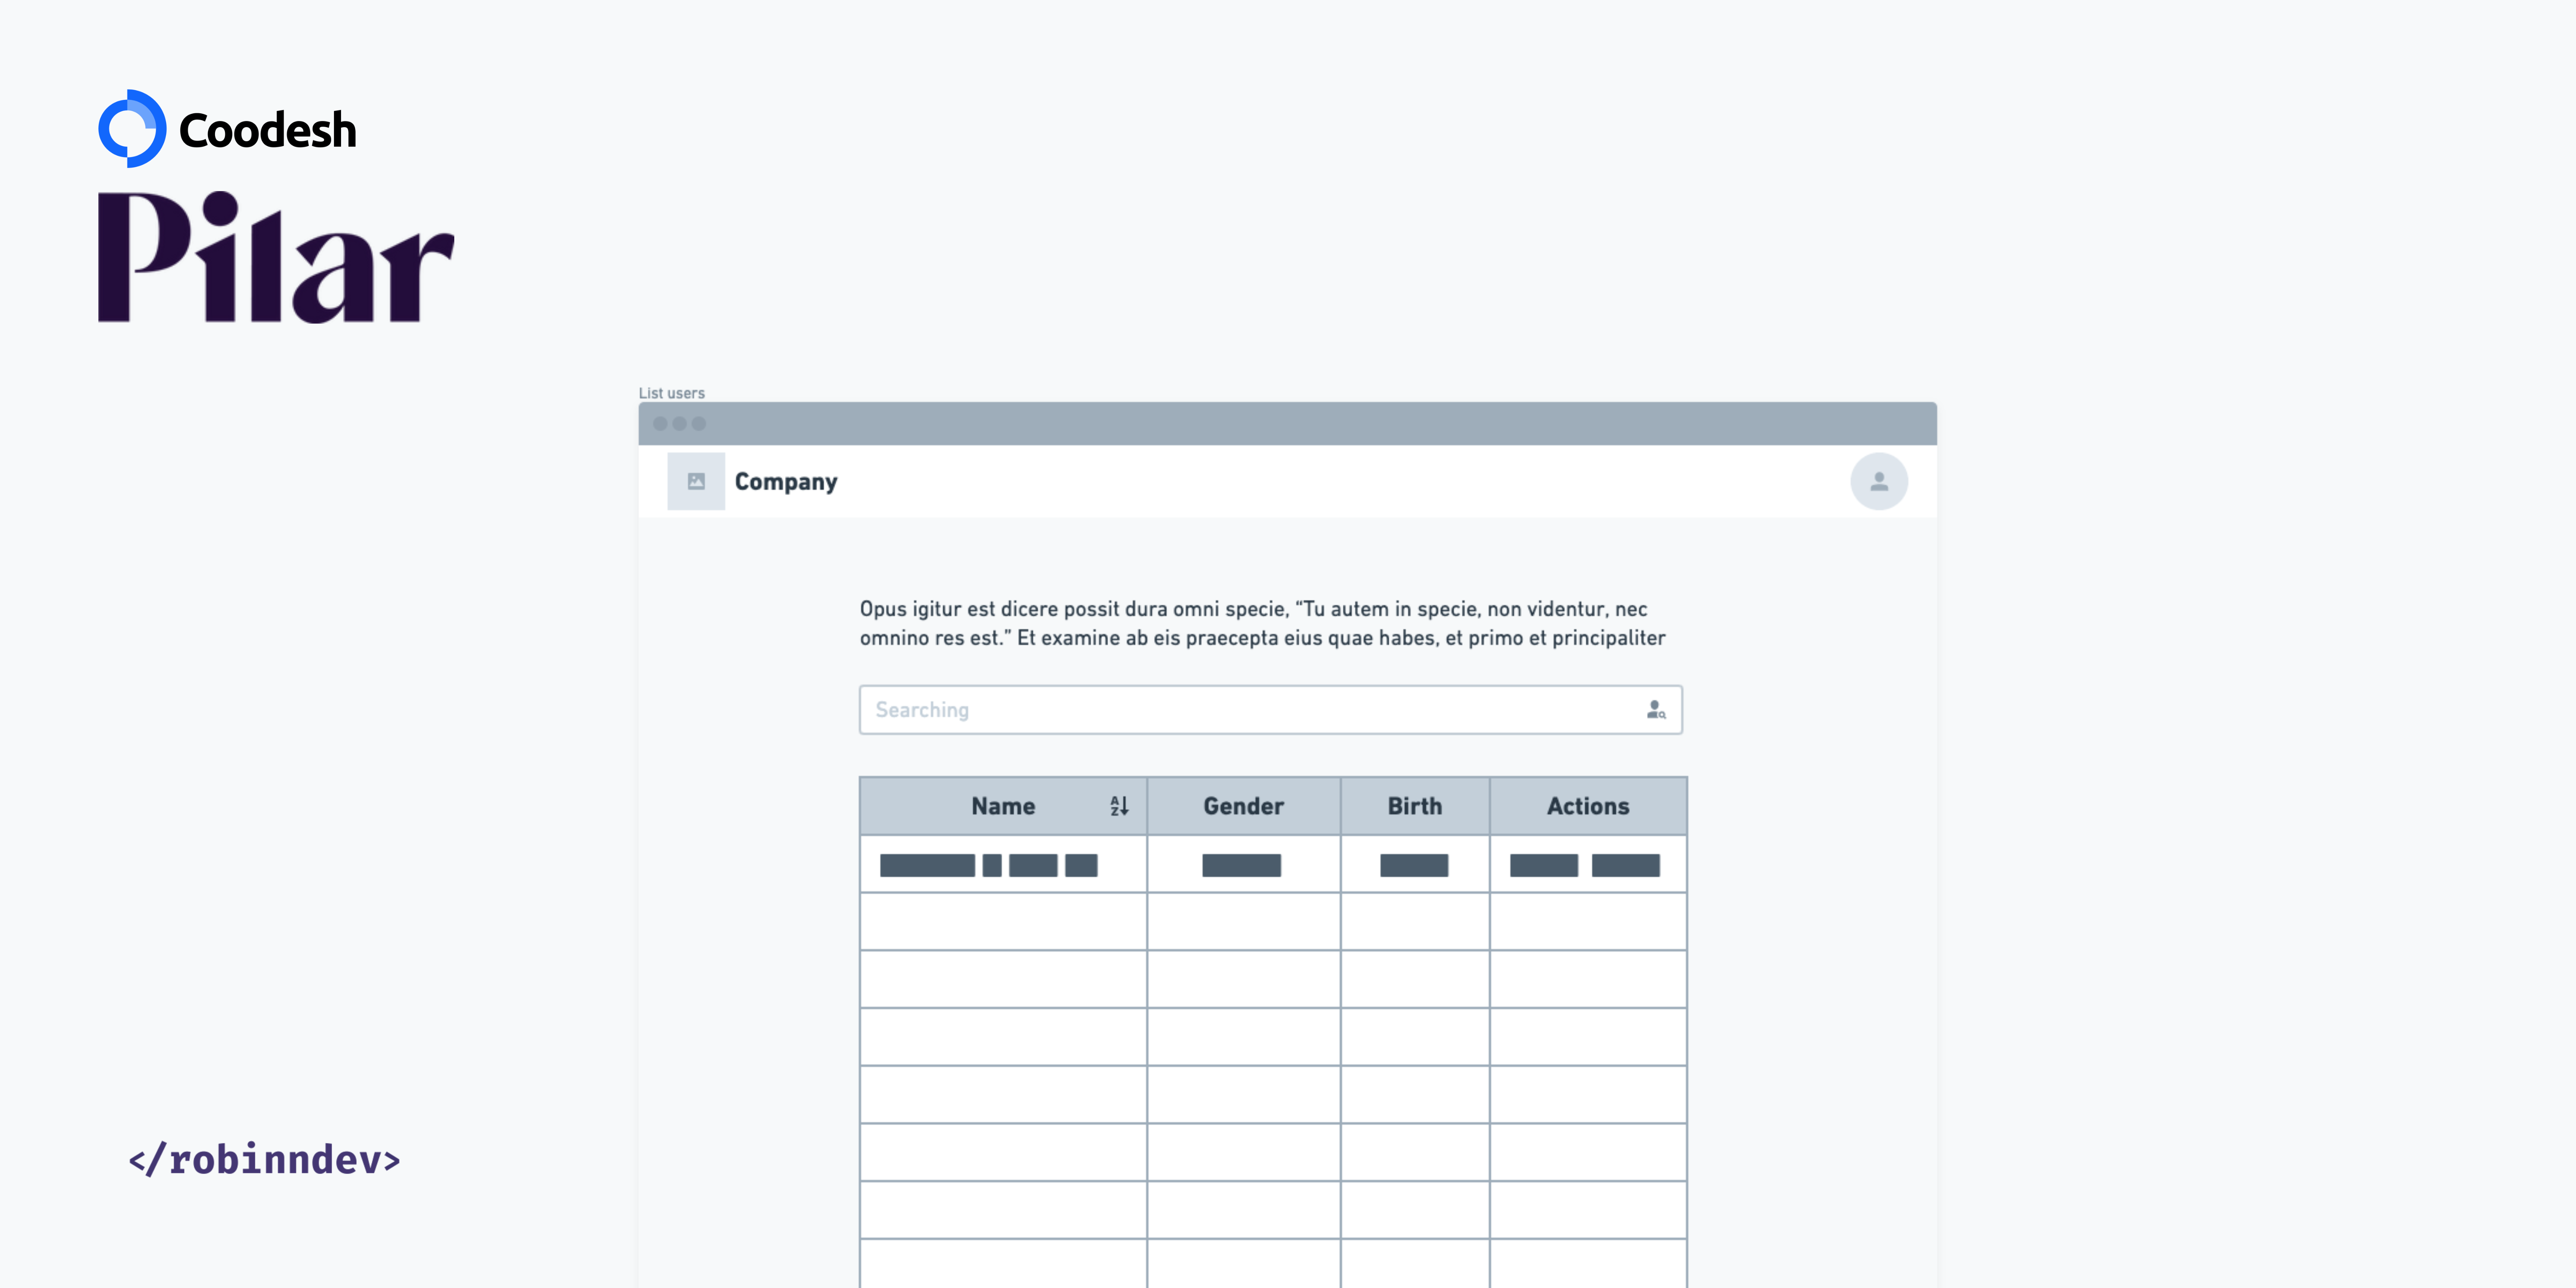 Coodesh
Pilar
List users
Company
Opus igitur est dicere possit dura omni specie, “Tu autem in specie, non videntur, nec
omnino res est.” Et examine ab eis praecepta eius quae habes, et primo et principaliter
Searching
Name AZ Gender Birth Actions
</robinndev>